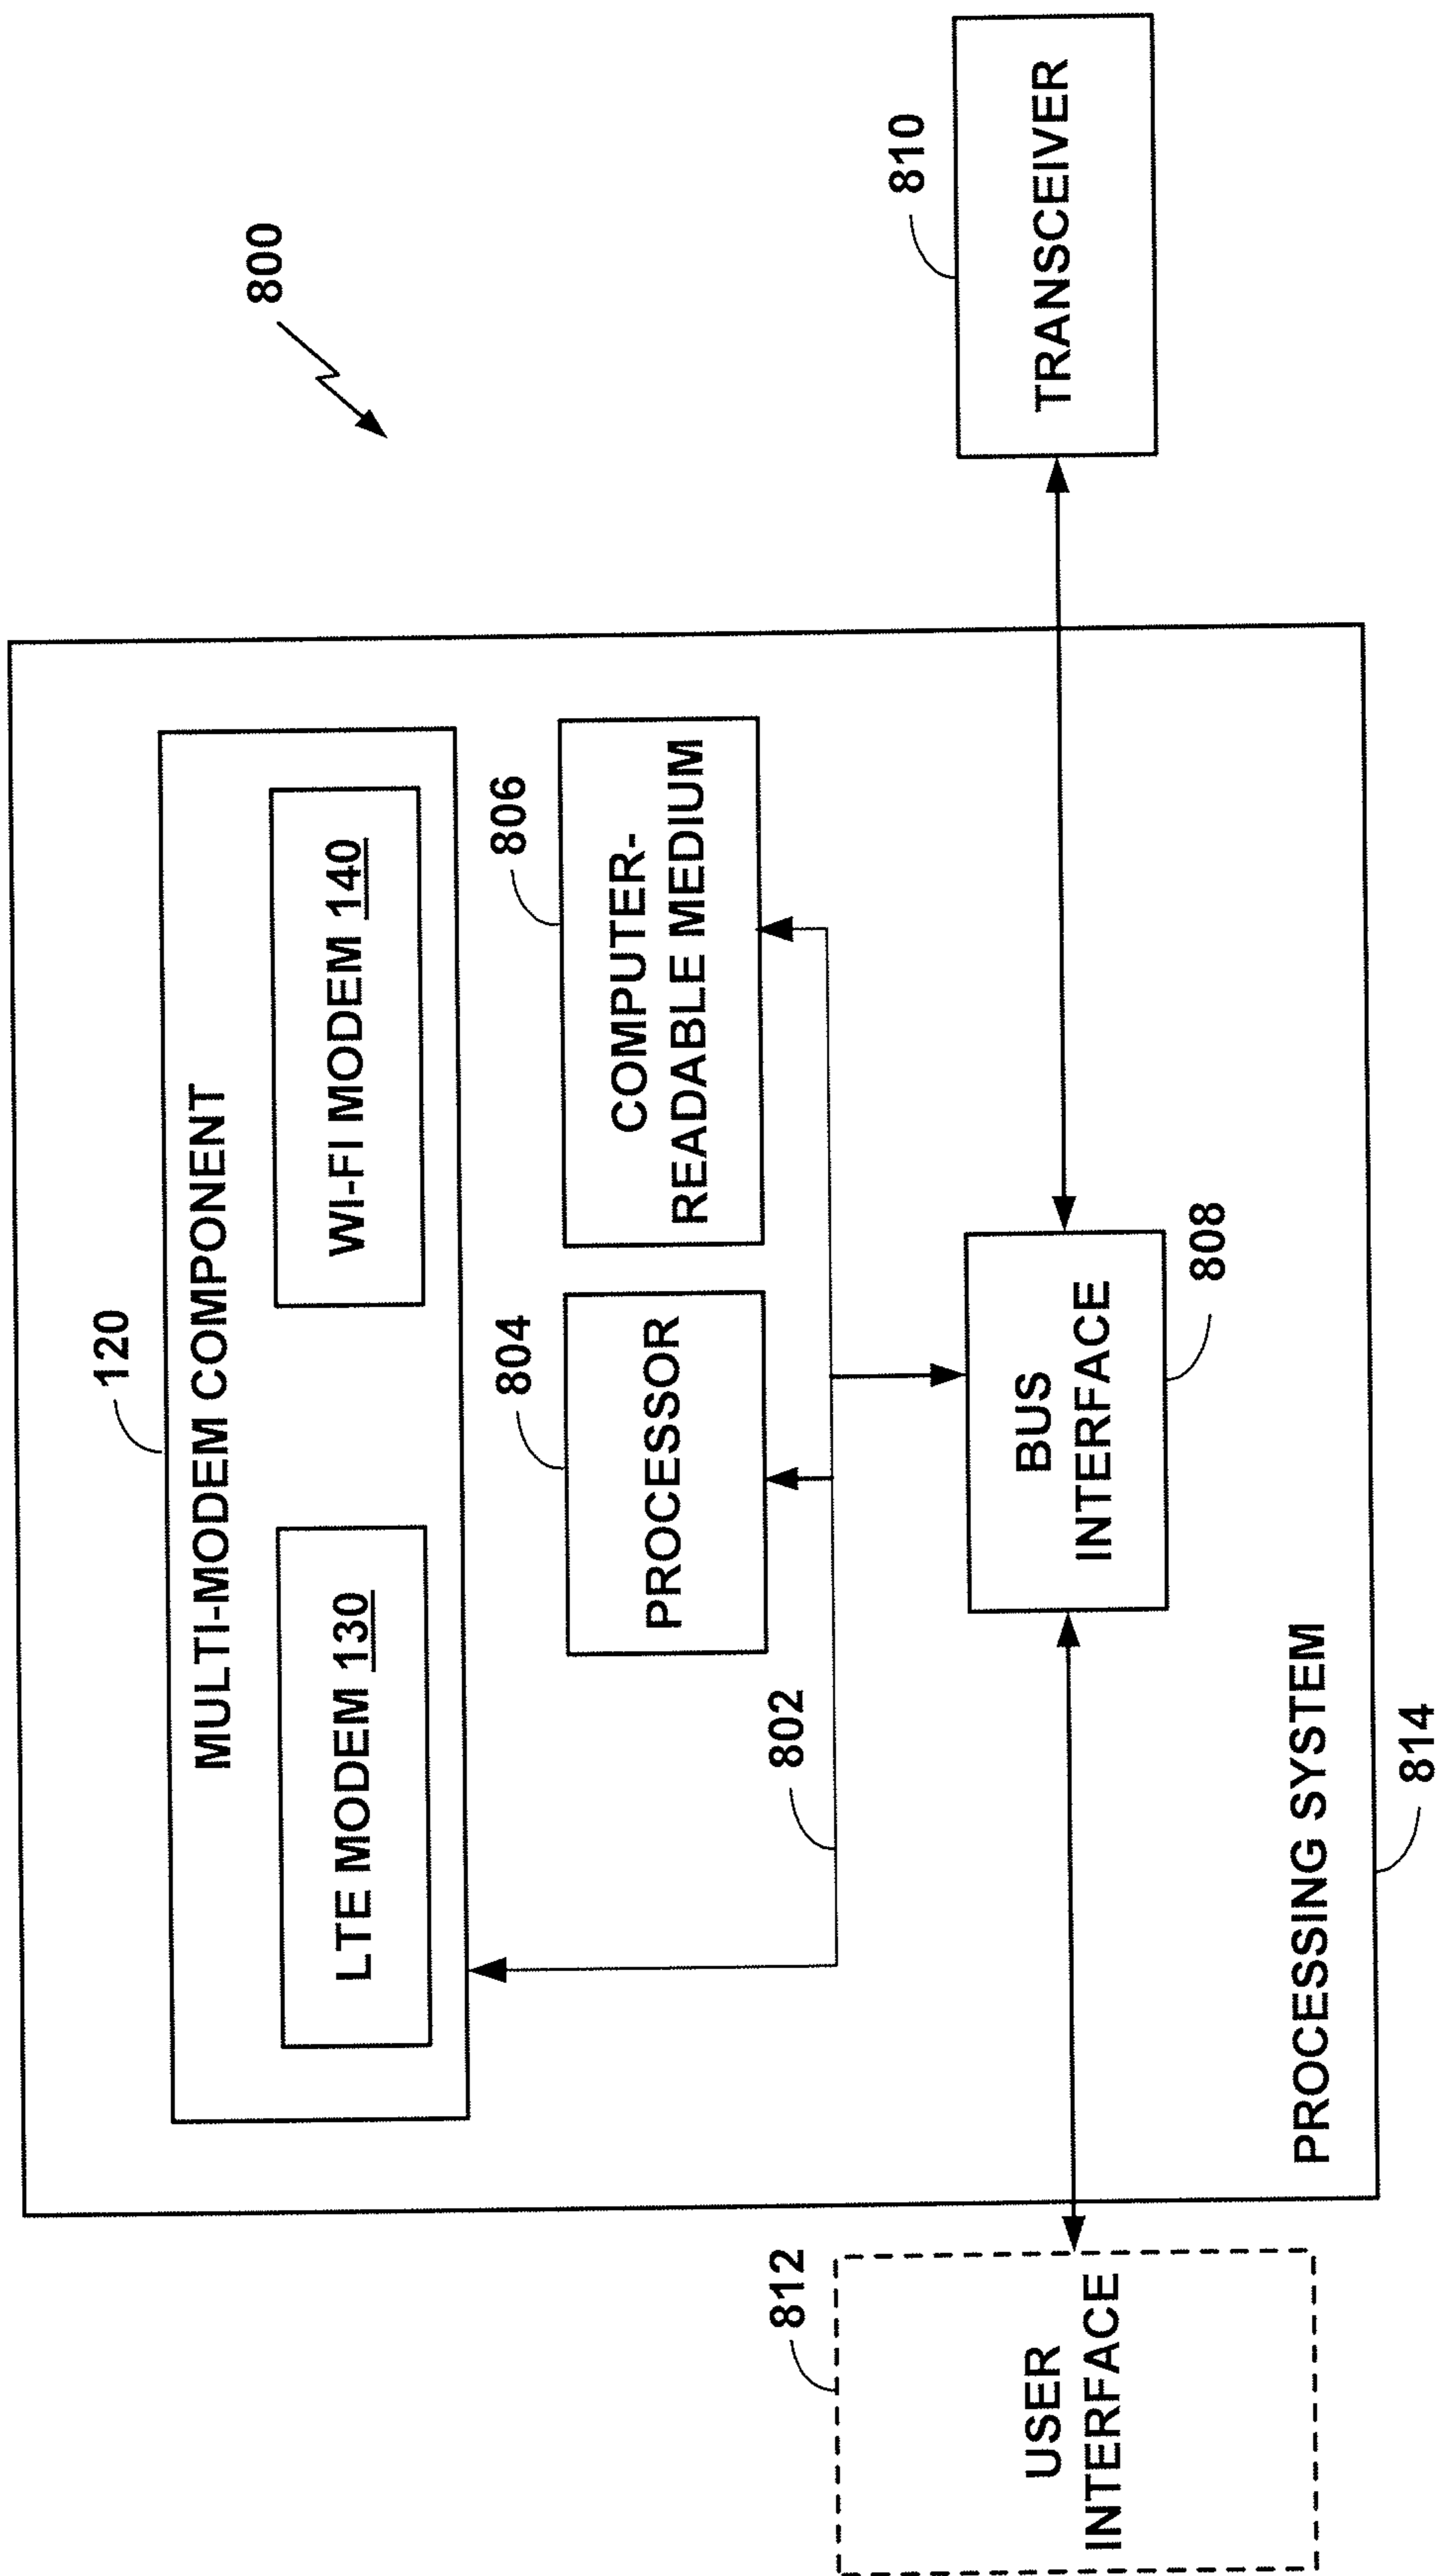 800
120
MULTI-MODEM COMPONENT
LTE MODEM 130
WI-FI MODEM 140
804
PROCESSOR
806
COMPUTER-
READABLE MEDIUM
802
812
USER
INTERFACE
BUS
INTERFACE
808
810
TRANSCEIVER
PROCESSING SYSTEM
814